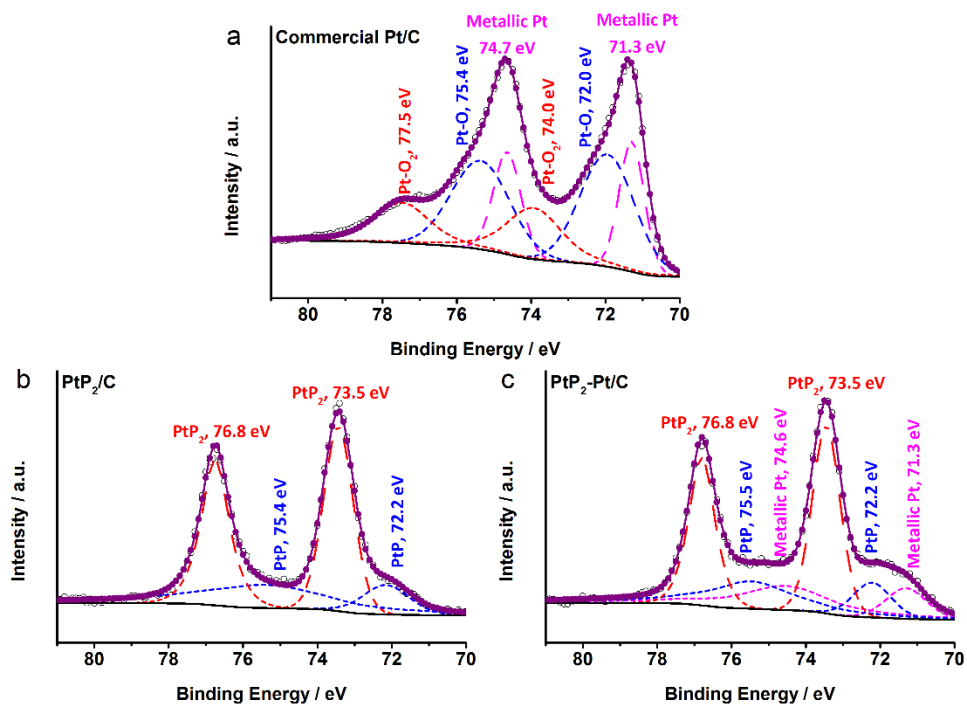 a
Commercial Pt/C
Metallic Pt
74.7 eV
Metallic Pt
71.3 eV
Pt-O₂, 77.5 eV
Pt-O, 75.4 eV
Pt-O₂, 74.0 eV
Pt-O, 72.0 eV
Intensity / a.u.
80 78 76 74 72 70
Binding Energy / eV
b
PtP₂/C
PtP₂, 76.8 eV
PtP, 75.4 eV
PtP₂, 73.5 eV
PtP, 72.2 eV
Intensity / a.u.
80 78 76 74 72 70
Binding Energy / eV
c
PtP₂-Pt/C
PtP₂, 76.8 eV
PtP, 75.5 eV
Metallic Pt, 74.6 eV
PtP₂, 73.5 eV
PtP, 72.2 eV
Metallic Pt, 71.3 eV
Intensity / a.u.
80 78 76 74 72 70
Binding Energy / eV